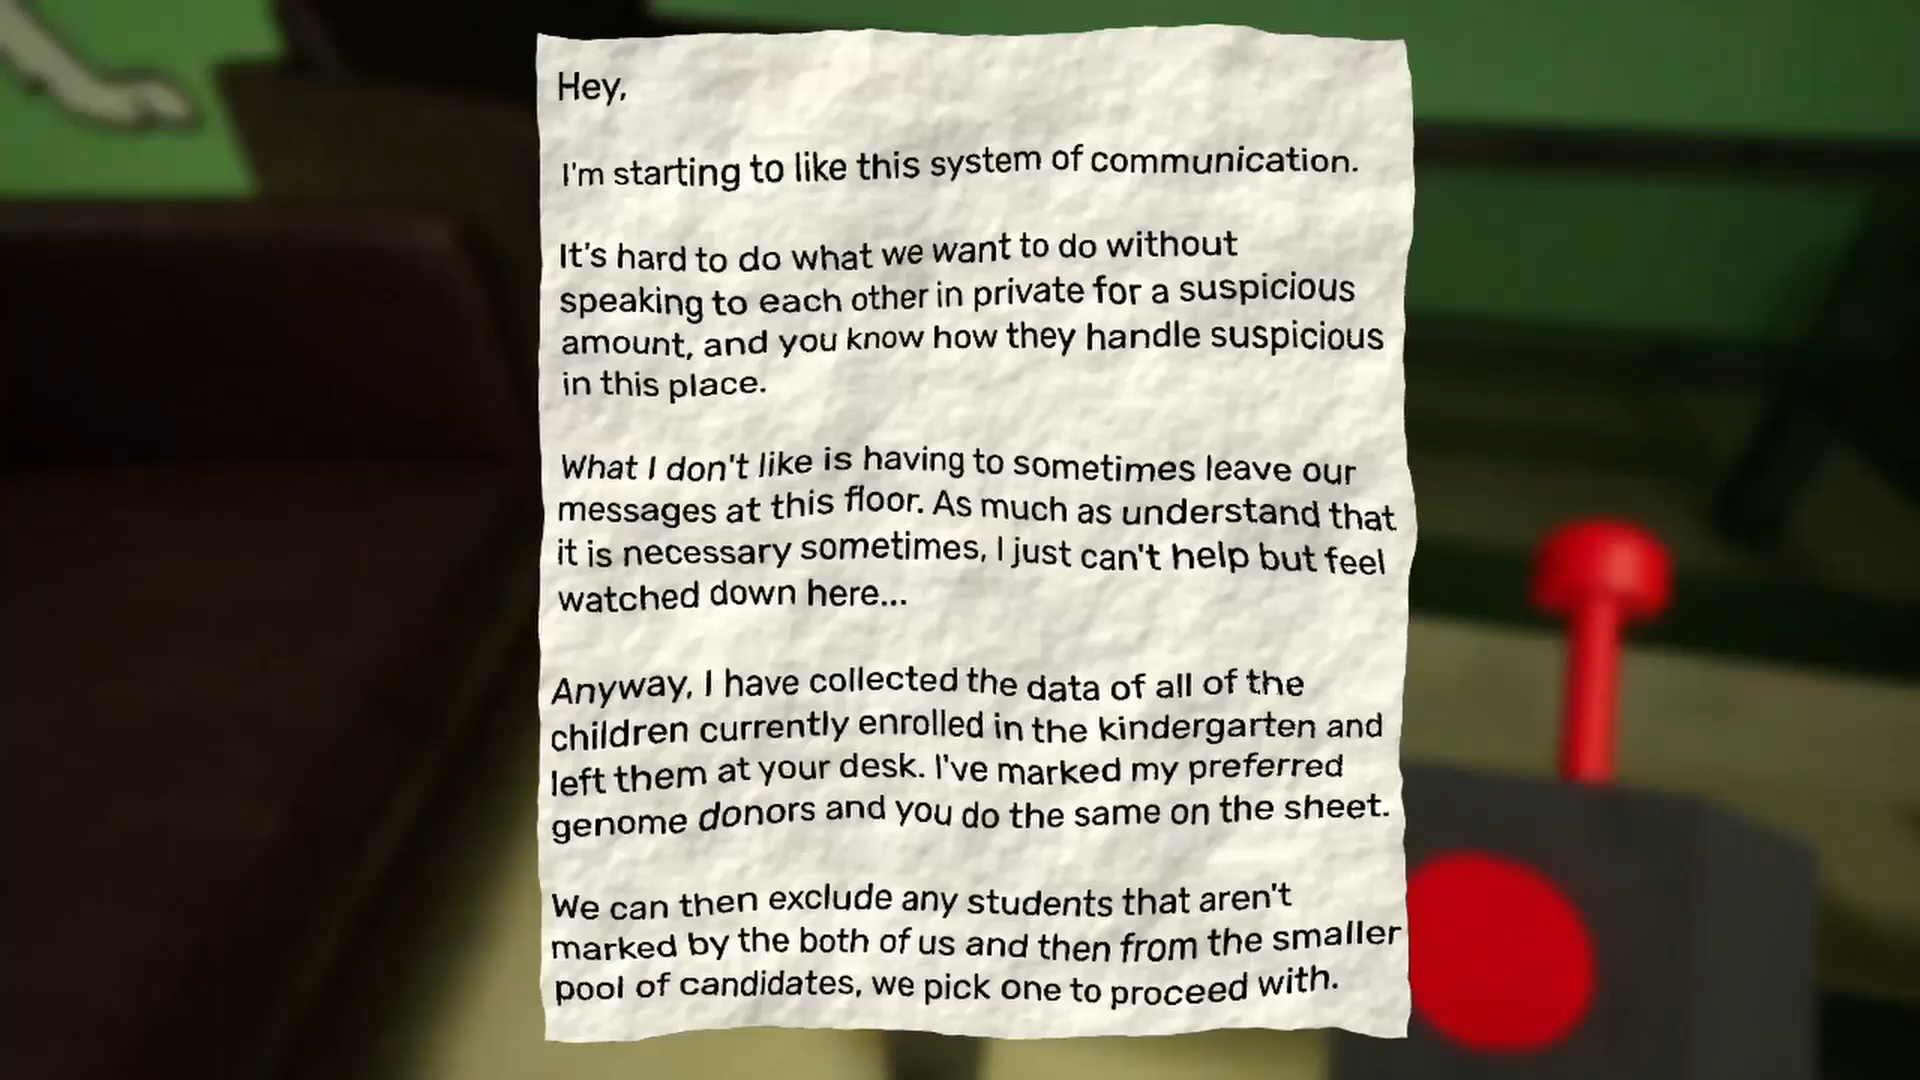 Hey,
I'm starting to like this system of communication.
It's hard to do what we want to do without
speaking to each other in private for a suspicious
amount, and you know how they handle suspicious
in this place.
What I don't like is having to sometimes leave our
messages at this floor. As much as understand that
it is necessary sometimes, I just can't help but feel
watched down here...
Anyway, I have collected the data of all of the
children currently enrolled in the kindergarten and
left them at your desk. I've marked my preferred
genome donors and you do the same on the sheet.
We can then exclude any students that aren't
marked by the both of us and then from the smaller
pool of candidates, we pick one to proceed with.